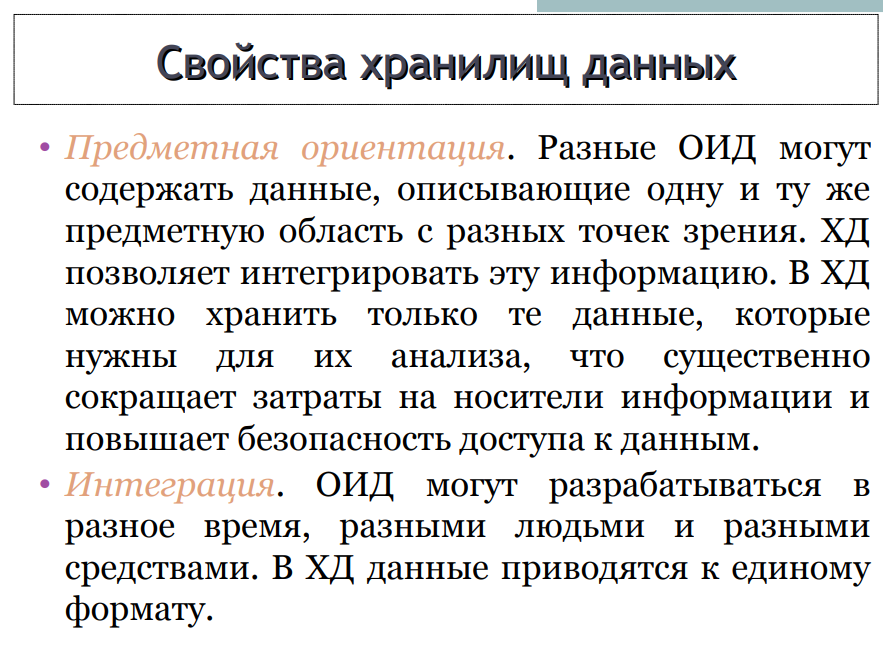 Свойства хранилищ данных
• Предметная ориентация. Разные ОИД могут
содержать данные, описывающие одну и ту же
предметную область с разных точек зрения. ХД
позволяет интегрировать эту информацию. В ХД
можно хранить только те данные, которые
нужны для их анализа, что существенно
сокращает затраты на носители информации и
повышает безопасность доступа к данным.
• Интеграция. ОИД могут разрабатываться в
разное время, разными людьми и разными
средствами. В ХД данные приводятся к единому
формату.